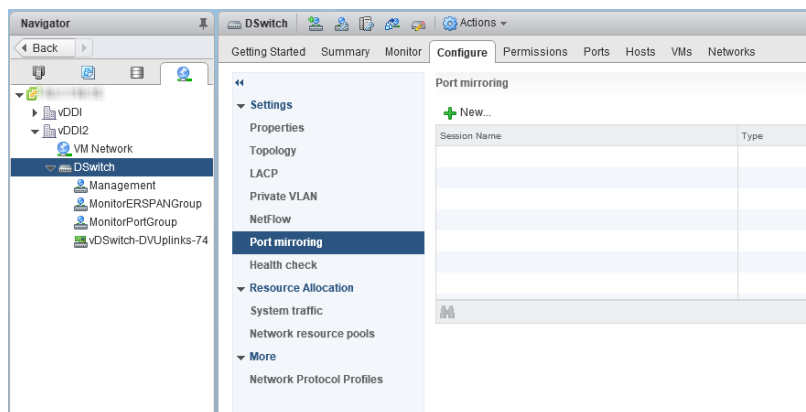 Navigator
DSwitch
Actions
Back
Getting Started Summary Monitor Configure Permissions Ports Hosts VMs Networks
vDDI
vDDI2
VM Network
DSwitch
Management
MonitorERSPANGroup
MonitorPortGroup
vDSwitch-DVUplinks-74
Settings
Properties
Topology
LACP
Private VLAN
NetFlow
Port mirroring
Health check
Resource Allocation
System traffic
Network resource pools
More
Network Protocol Profiles
Port mirroring
New...
Session Name Type